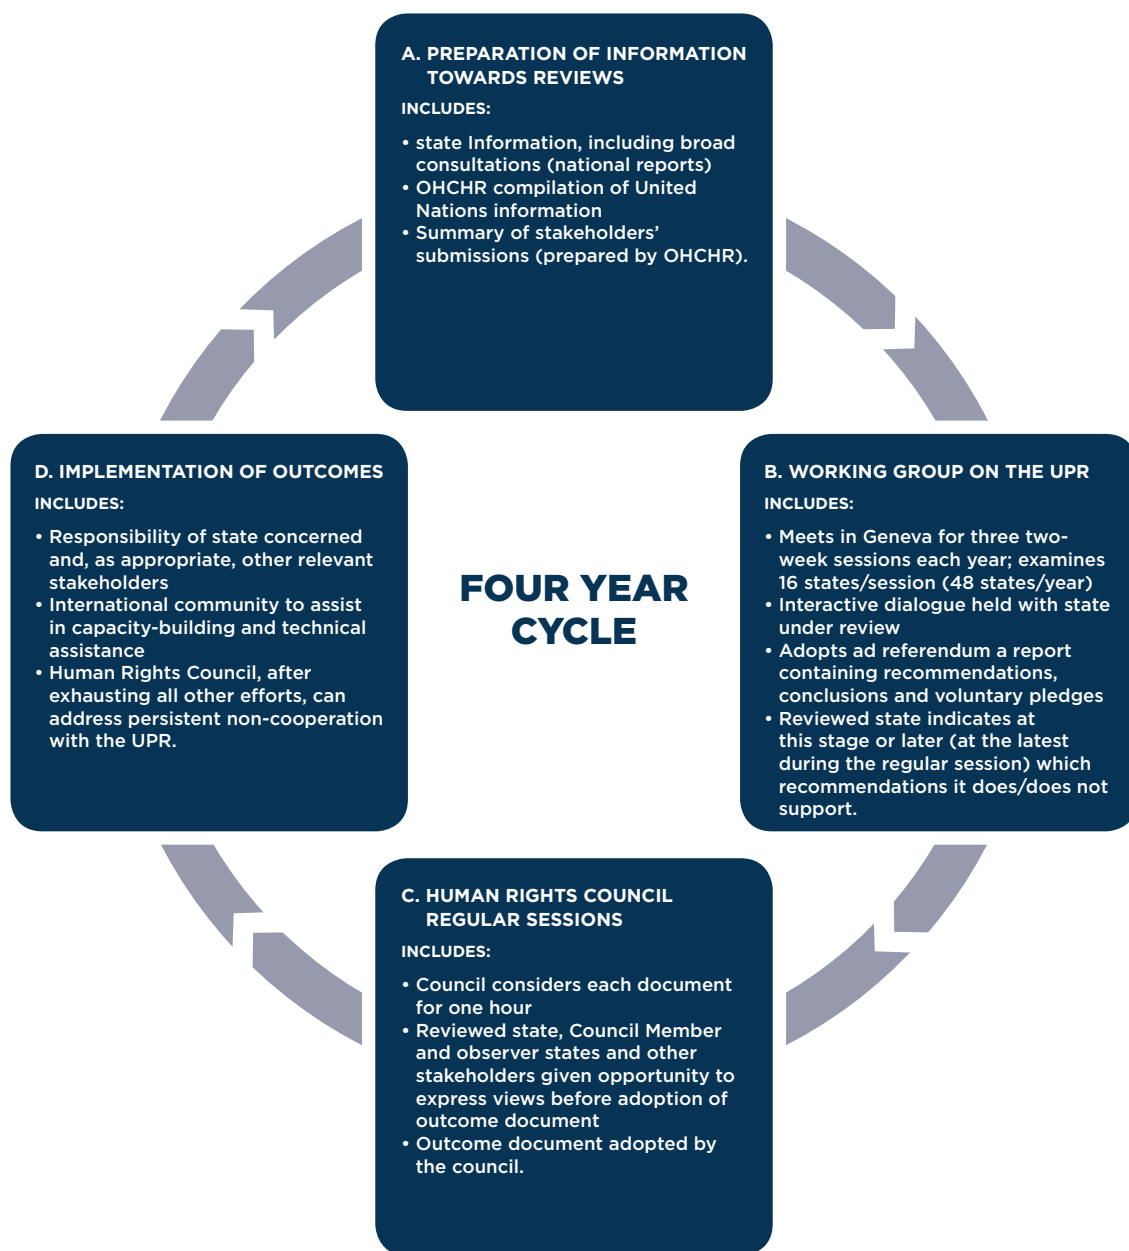 A. PREPARATION OF INFORMATION
TOWARDS REVIEWS
INCLUDES:
• state Information, including broad
consultations (national reports)
• OHCHR compilation of United
Nations information
• Summary of stakeholders’
submissions (prepared by OHCHR).
D. IMPLEMENTATION OF OUTCOMES
INCLUDES:
• Responsibility of state concerned
and, as appropriate, other relevant
stakeholders
• International community to assist
in capacity-building and technical
assistance
• Human Rights Council, after
exhausting all other efforts, can
address persistent non-cooperation
with the UPR.
FOUR YEAR
CYCLE
B. WORKING GROUP ON THE UPR
INCLUDES:
• Meets in Geneva for three two-
week sessions each year; examines
16 states/session (48 states/year)
• Interactive dialogue held with state
under review
• Adopts ad referendum a report
containing recommendations,
conclusions and voluntary pledges
• Reviewed state indicates at
this stage or later (at the latest
during the regular session) which
recommendations it does/does not
support.
C. HUMAN RIGHTS COUNCIL
REGULAR SESSIONS
INCLUDES:
• Council considers each document
for one hour
• Reviewed state, Council Member
and observer states and other
stakeholders given opportunity to
express views before adoption of
outcome document
• Outcome document adopted by
the council.